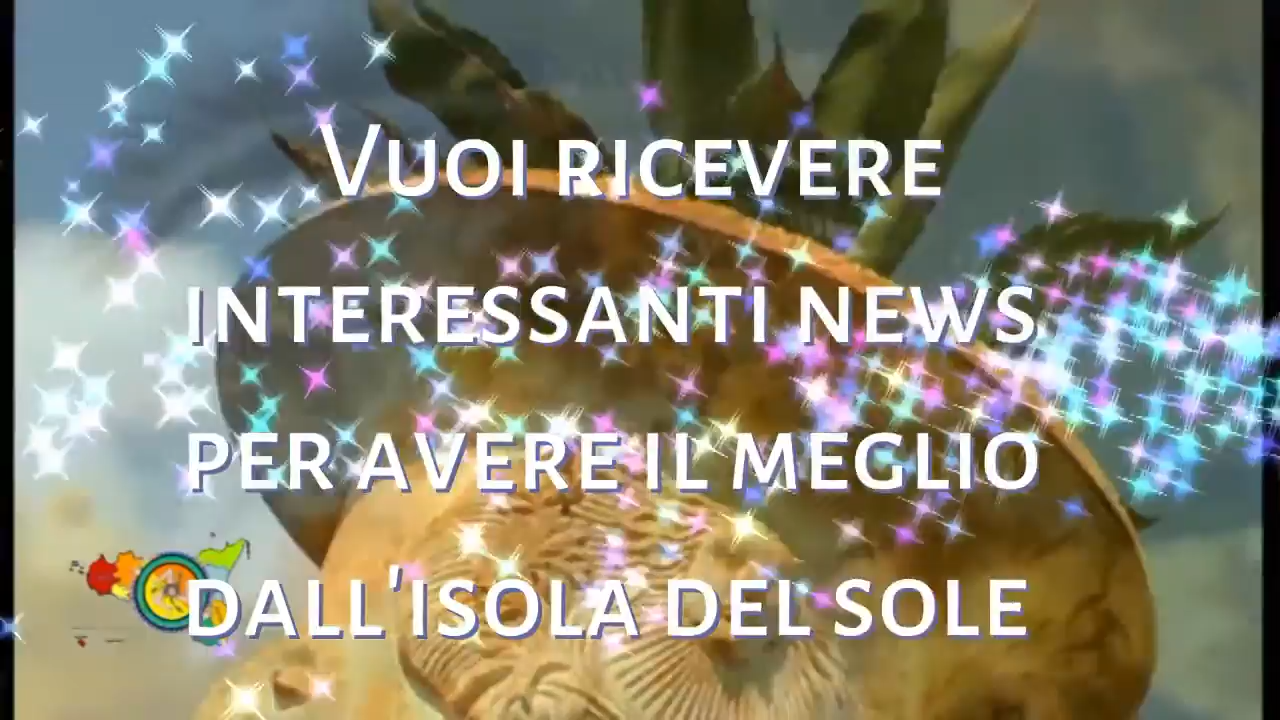 Vuoi ricevere
interessanti news
per avere il meglio
dall'isola del sole